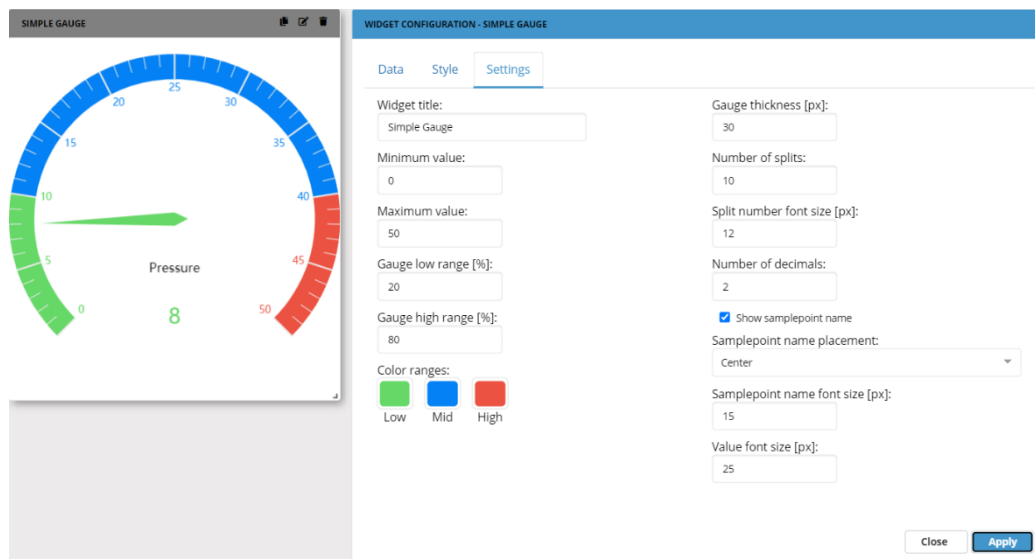 SIMPLE GAUGE
25
20
30
15
35
10
40
5
45
Pressure
0
8
50
WIDGET CONFIGURATION - SIMPLE GAUGE
Data Style Settings
Widget title:
Simple Gauge
Minimum value:
0
Maximum value:
50
Gauge low range [%]:
20
Gauge high range [%]:
80
Color ranges:
Low Mid High
Gauge thickness [px]:
30
Number of splits:
10
Split number font size [px]:
12
Number of decimals:
2
Show samplepoint name
Samplepoint name placement:
Center
Samplepoint name font size [px]:
15
Value font size [px]:
25
Close Apply